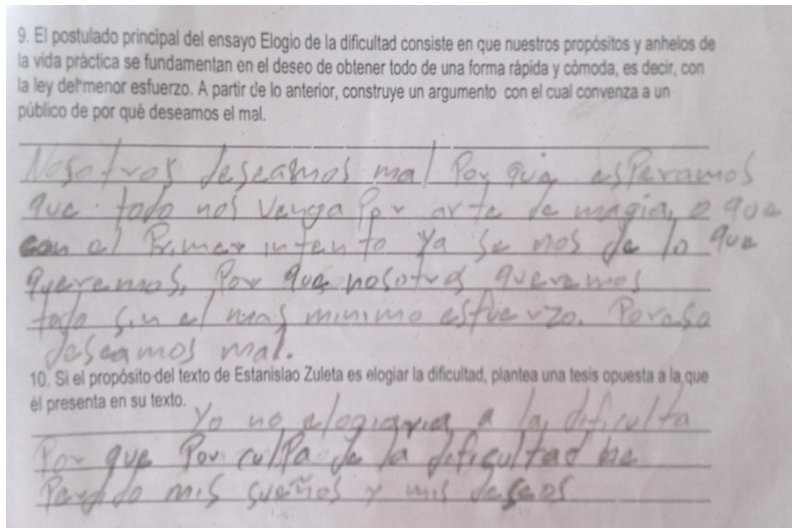 9. El postulado principal del ensayo Elogio de la dificultad consiste en que nuestros propósitos y anhelos de
la vida práctica se fundamentan en el deseo de obtener todo de una forma rápida y cómoda, es decir, con
la ley del menor esfuerzo. A partir de lo anterior, construye un argumento con el cual convenza a un
público de por qué deseamos el mal.
Nosotros deseamos mal Por que esPeramos
que todo nos venga Por arte de magia, o que
con el Primer intento ya se nos de lo que
queremos, Por que nosotros queremos
todo sin el mas minimo esfuerzo. Poreso
deseamos mal.
10. Si el propósito del texto de Estanislao Zuleta es elogiar la dificultad, plantea una tesis opuesta a la que
él presenta en su texto.
Yo no elogiaria a la dificulta
Por que Por culPa de la dificultad he
Perdido mis sueños y mis deseos